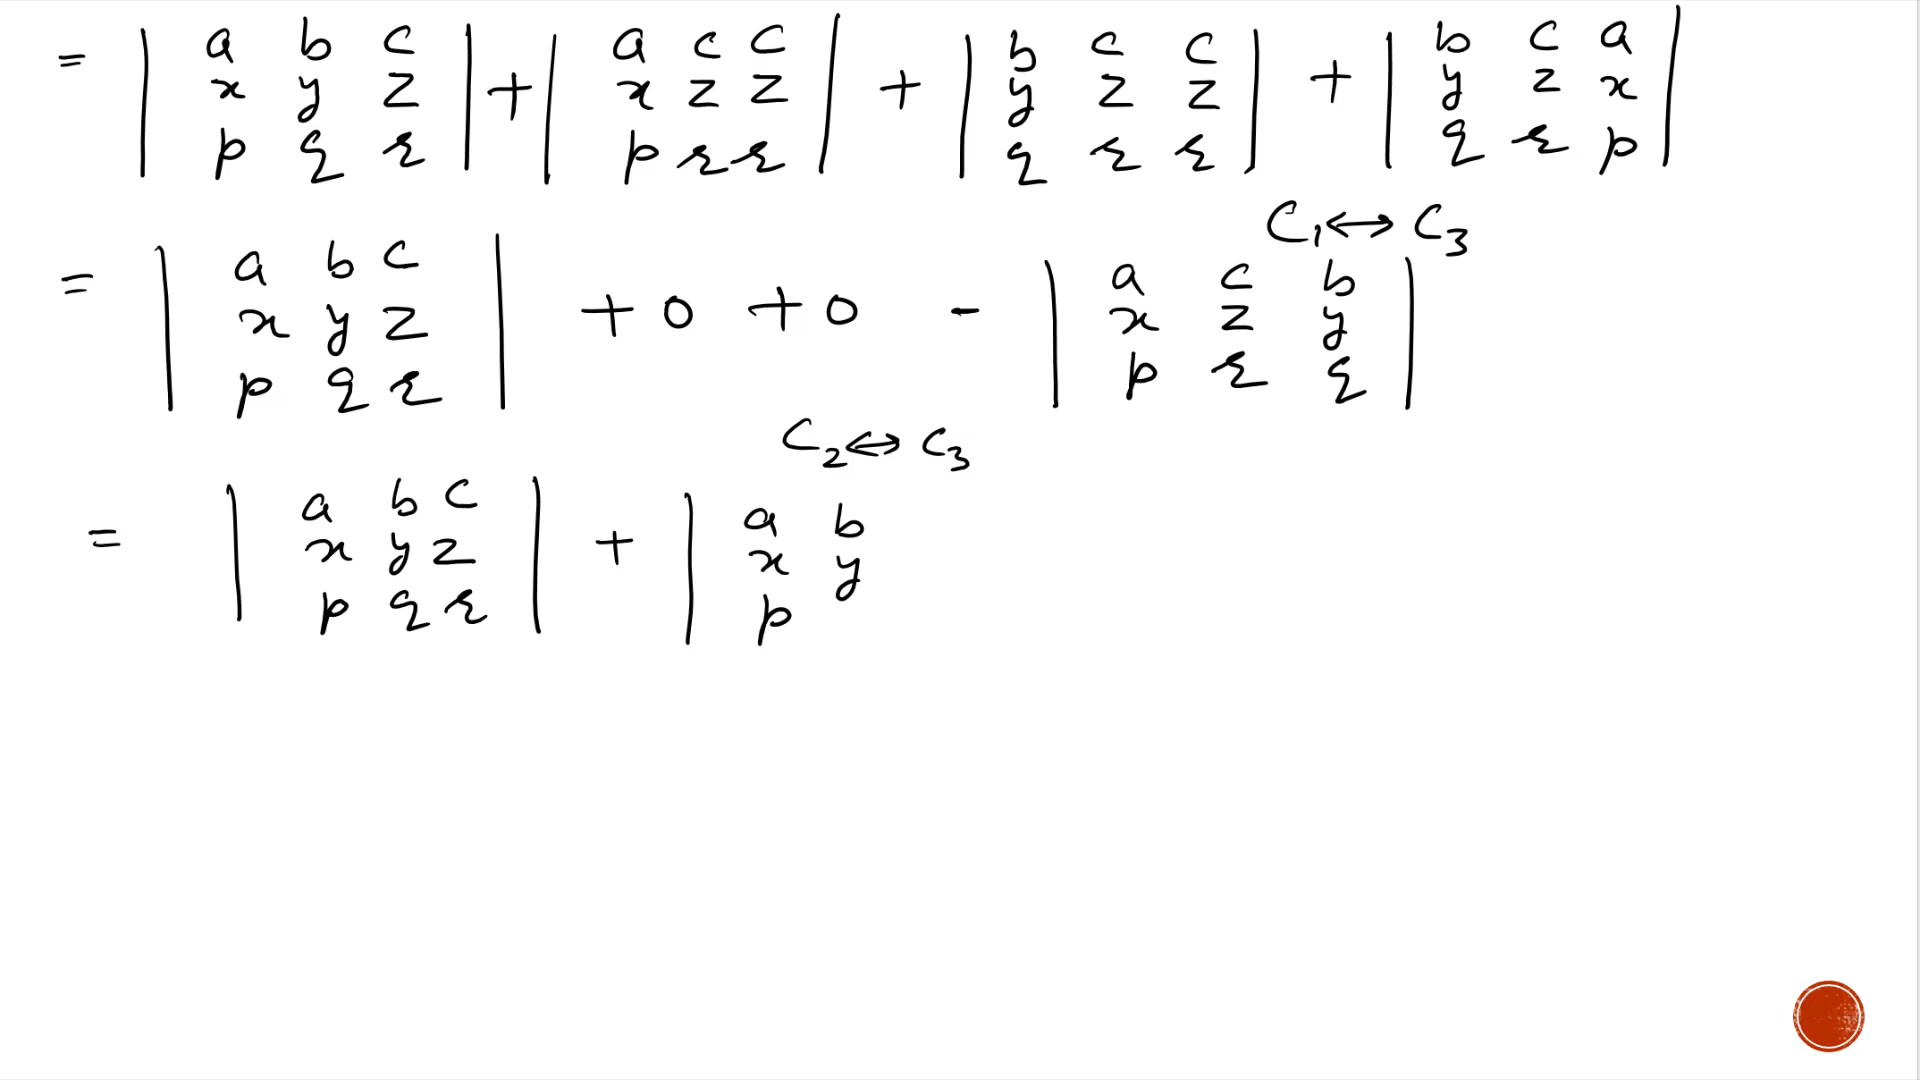 = | a b c | + | a c c | + | b c c | + | b c a |
x y z x z z y z z y z x
p q r p r r q r r q r p
C₁ ↔ C₃
= | a b c | + 0 + 0 - | a c b |
x y z x z y
p q r p r q
C₂ ↔ C₃
= | a b c | + | a b
x y z x y
p q r p